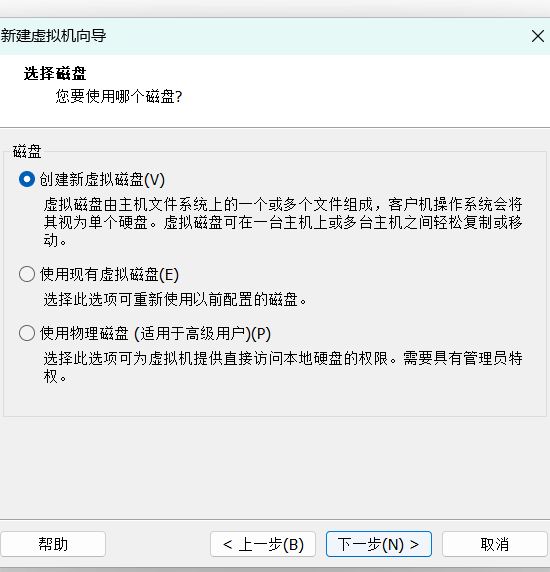 新建虚拟机向导
选择磁盘
您要使用哪个磁盘?
磁盘
创建新虚拟磁盘(V)
虚拟磁盘由主机文件系统上的一个或多个文件组成，客户机操作系统会将
其视为单个硬盘。虚拟磁盘可在一台主机上或多台主机之间轻松复制或移
动。
使用现有虚拟磁盘(E)
选择此选项可重新使用以前配置的磁盘。
使用物理磁盘 (适用于高级用户)(P)
选择此选项可为虚拟机提供直接访问本地硬盘的权限。需要具有管理员特
权。
帮助 < 上一步(B) 下一步(N) > 取消